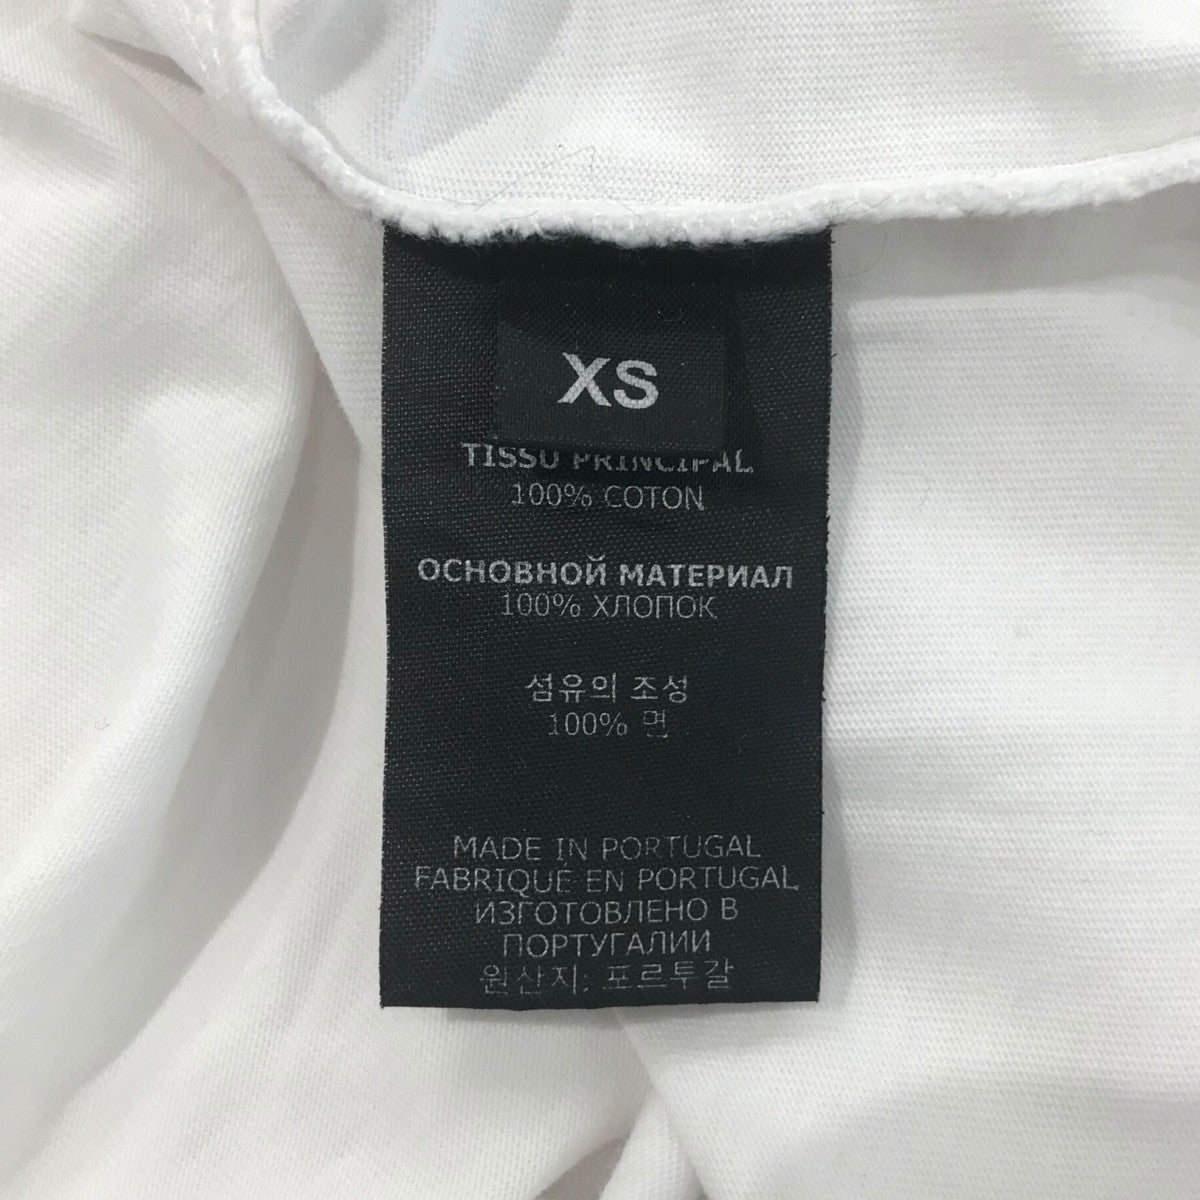 XS
TISSU PRINCIPAL
100% COTON
ОСНОВНОЙ МАТЕРИАЛ
100% ХЛОПОК
섬유의 조성
100% 면
MADE IN PORTUGAL
FABRIQUÉ EN PORTUGAL
ИЗГОТОВЛЕНО В
ПОРТУГАЛИИ
원산지: 포르투갈